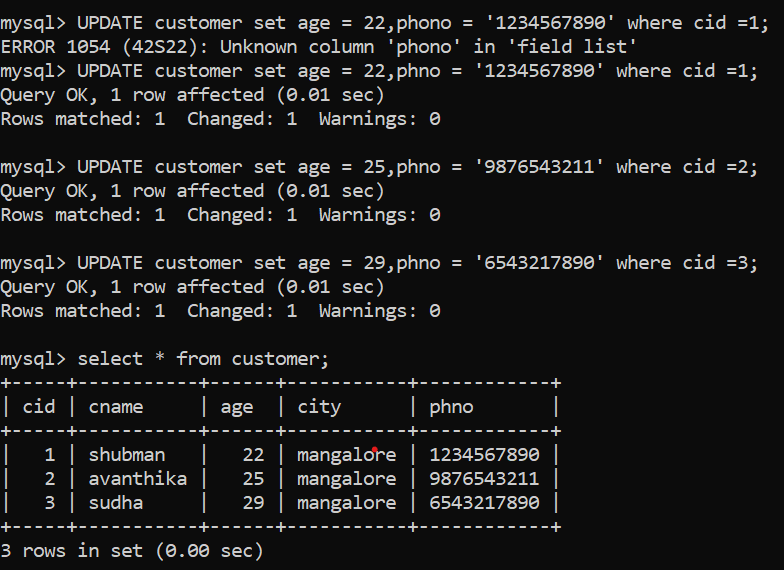 mysql> UPDATE customer set age = 22,phono = '1234567890' where cid =1;
ERROR 1054 (42S22): Unknown column 'phono' in 'field list'
mysql> UPDATE customer set age = 22,phno = '1234567890' where cid =1;
Query OK, 1 row affected (0.01 sec)
Rows matched: 1  Changed: 1  Warnings: 0

mysql> UPDATE customer set age = 25,phno = '9876543211' where cid =2;
Query OK, 1 row affected (0.01 sec)
Rows matched: 1  Changed: 1  Warnings: 0

mysql> UPDATE customer set age = 29,phno = '6543217890' where cid =3;
Query OK, 1 row affected (0.01 sec)
Rows matched: 1  Changed: 1  Warnings: 0

mysql> select * from customer;
+-----+-----------+------+-----------+------------+
| cid | cname     | age  | city      | phno       |
+-----+-----------+------+-----------+------------+
|   1 | shubman   |   22 | mangalore | 1234567890 |
|   2 | avanthika |   25 | mangalore | 9876543211 |
|   3 | sudha     |   29 | mangalore | 6543217890 |
+-----+-----------+------+-----------+------------+
3 rows in set (0.00 sec)